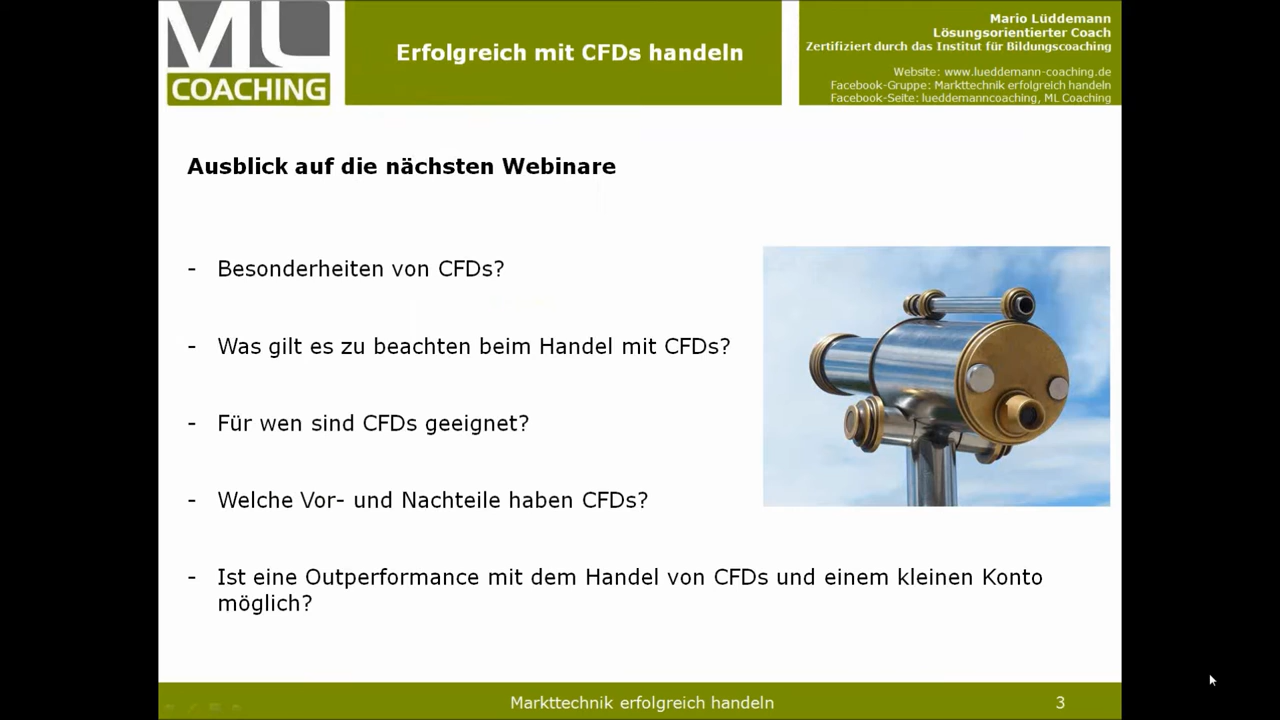 ML
COACHING
Erfolgreich mit CFDs handeln
Mario Lüddemann
Lösungsorientierter Coach
Zertifiziert durch das Institut für Bildungscoaching
Website: www.lueddemann-coaching.de
Facebook-Gruppe: Markttechnik erfolgreich handeln
Facebook-Seite: lueddemanncoaching, ML Coaching
Ausblick auf die nächsten Webinare
- Besonderheiten von CFDs?
- Was gilt es zu beachten beim Handel mit CFDs?
- Für wen sind CFDs geeignet?
- Welche Vor- und Nachteile haben CFDs?
- Ist eine Outperformance mit dem Handel von CFDs und einem kleinen Konto
möglich?
Markttechnik erfolgreich handeln
3